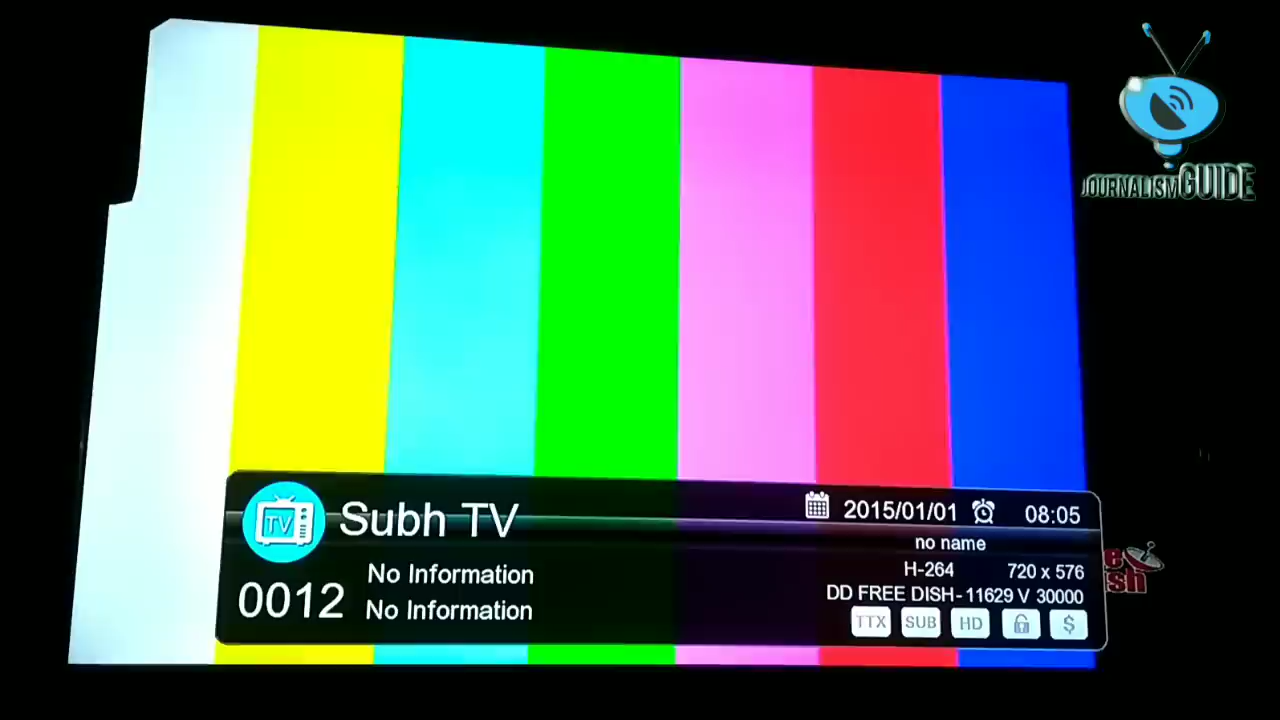 JOURNALISMGUIDE
TV
Subh TV
2015/01/01 08:05
no name
0012
No Information
No Information
H-264 720 x 576
DD FREE DISH-11629 V 30000
TTX SUB HD $